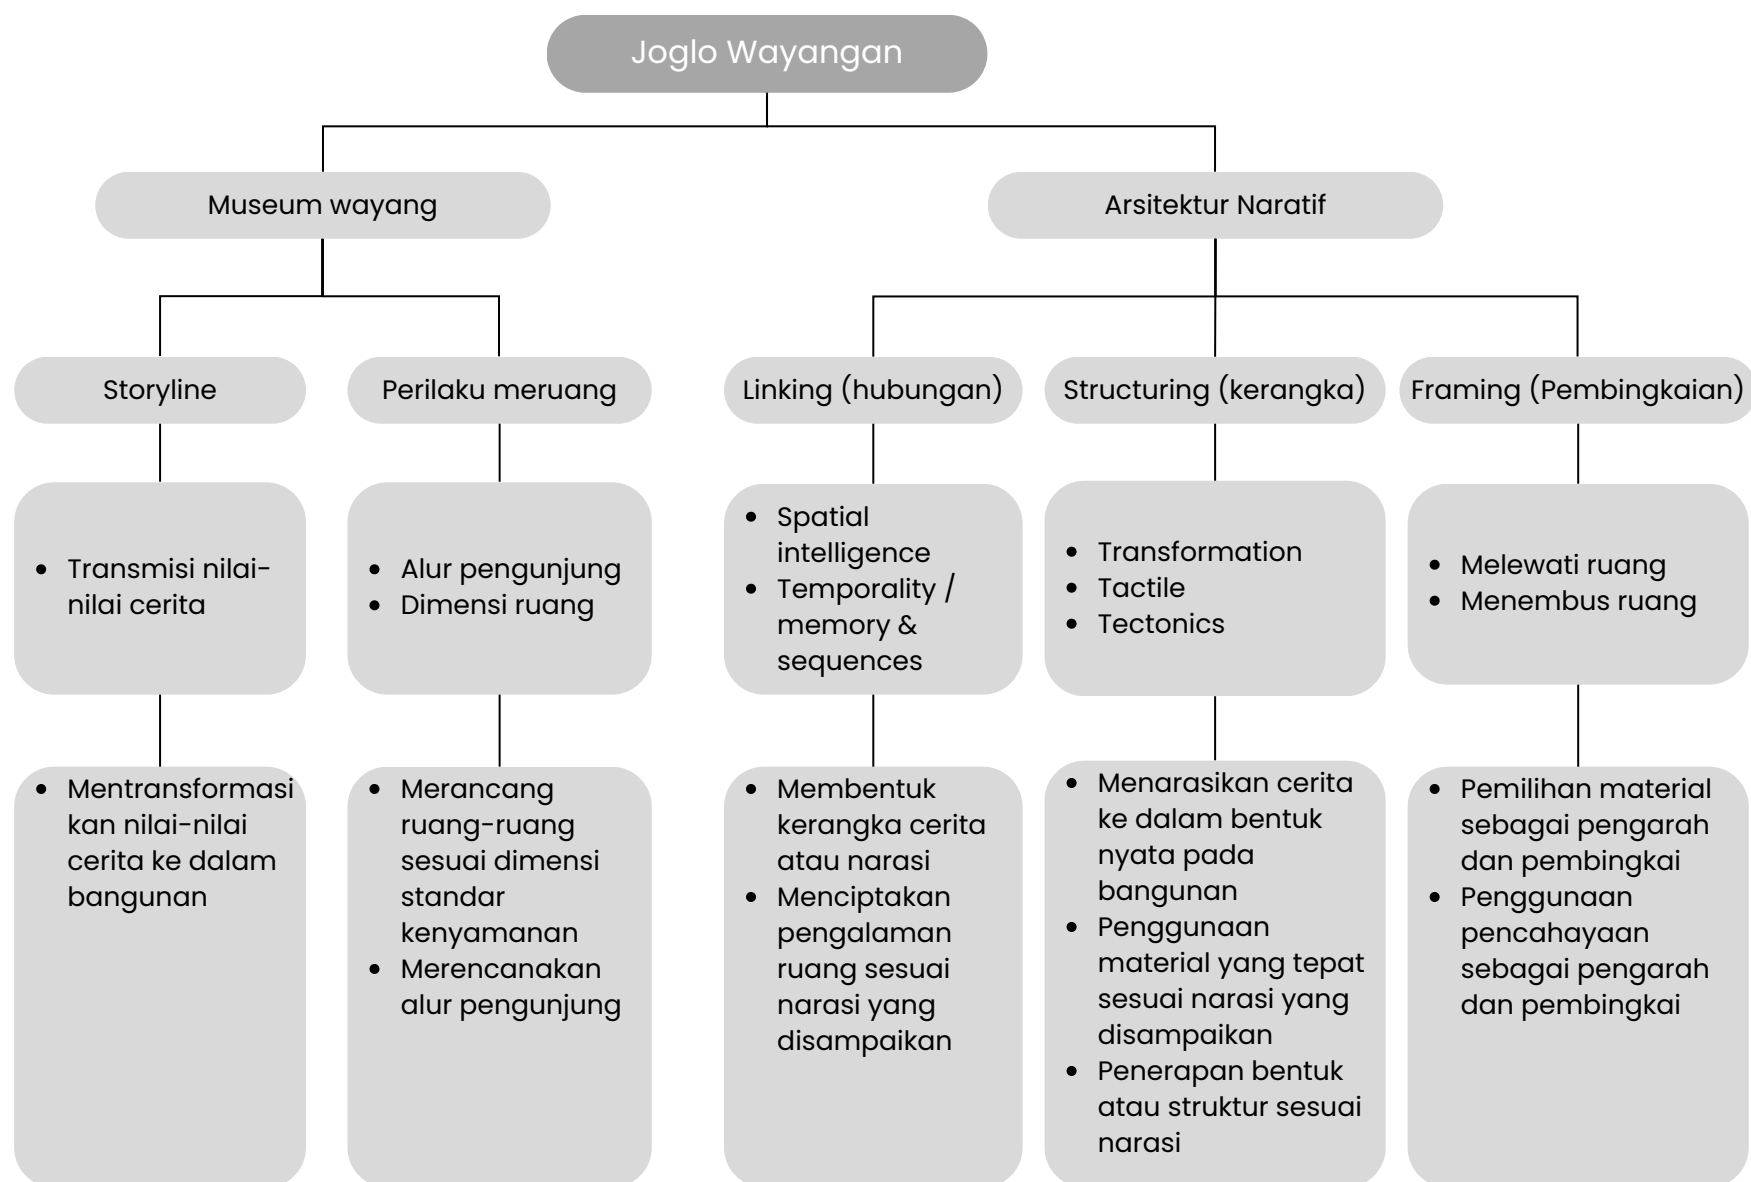 Joglo Wayangan
Museum wayang
Arsitektur Naratif
Storyline
Perilaku meruang
Linking (hubungan)
Structuring (kerangka)
Framing (Pembingkaian)
• Transmisi nilai-
nilai cerita
• Alur pengunjung
• Dimensi ruang
• Spatial
intelligence
• Temporality /
memory &
sequences
• Transformation
• Tactile
• Tectonics
• Melewati ruang
• Menembus ruang
• Mentransformasi
kan nilai-nilai
cerita ke dalam
bangunan
• Merancang
ruang-ruang
sesuai dimensi
standar
kenyamanan
• Merencanakan
alur pengunjung
• Membentuk
kerangka cerita
atau narasi
• Menciptakan
pengalaman
ruang sesuai
narasi yang
disampaikan
• Menarasikan cerita
ke dalam bentuk
nyata pada
bangunan
• Penggunaan
material yang tepat
sesuai narasi yang
disampaikan
• Penerapan bentuk
atau struktur sesuai
narasi
• Pemilihan material
sebagai pengarah
dan pembingkai
• Penggunaan
pencahayaan
sebagai pengarah
dan pembingkai